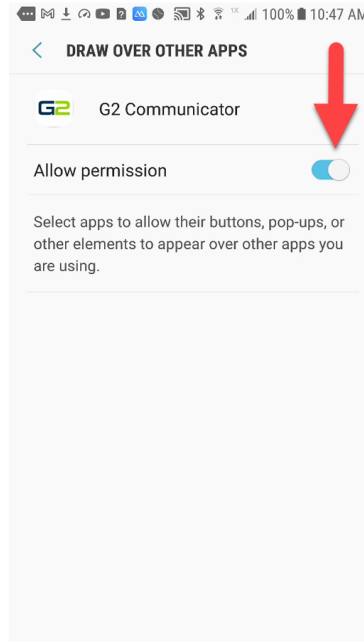 1X 100% 10:47 AM
DRAW OVER OTHER APPS
G2 G2 Communicator
Allow permission
Select apps to allow their buttons, pop-ups, or
other elements to appear over other apps you
are using.